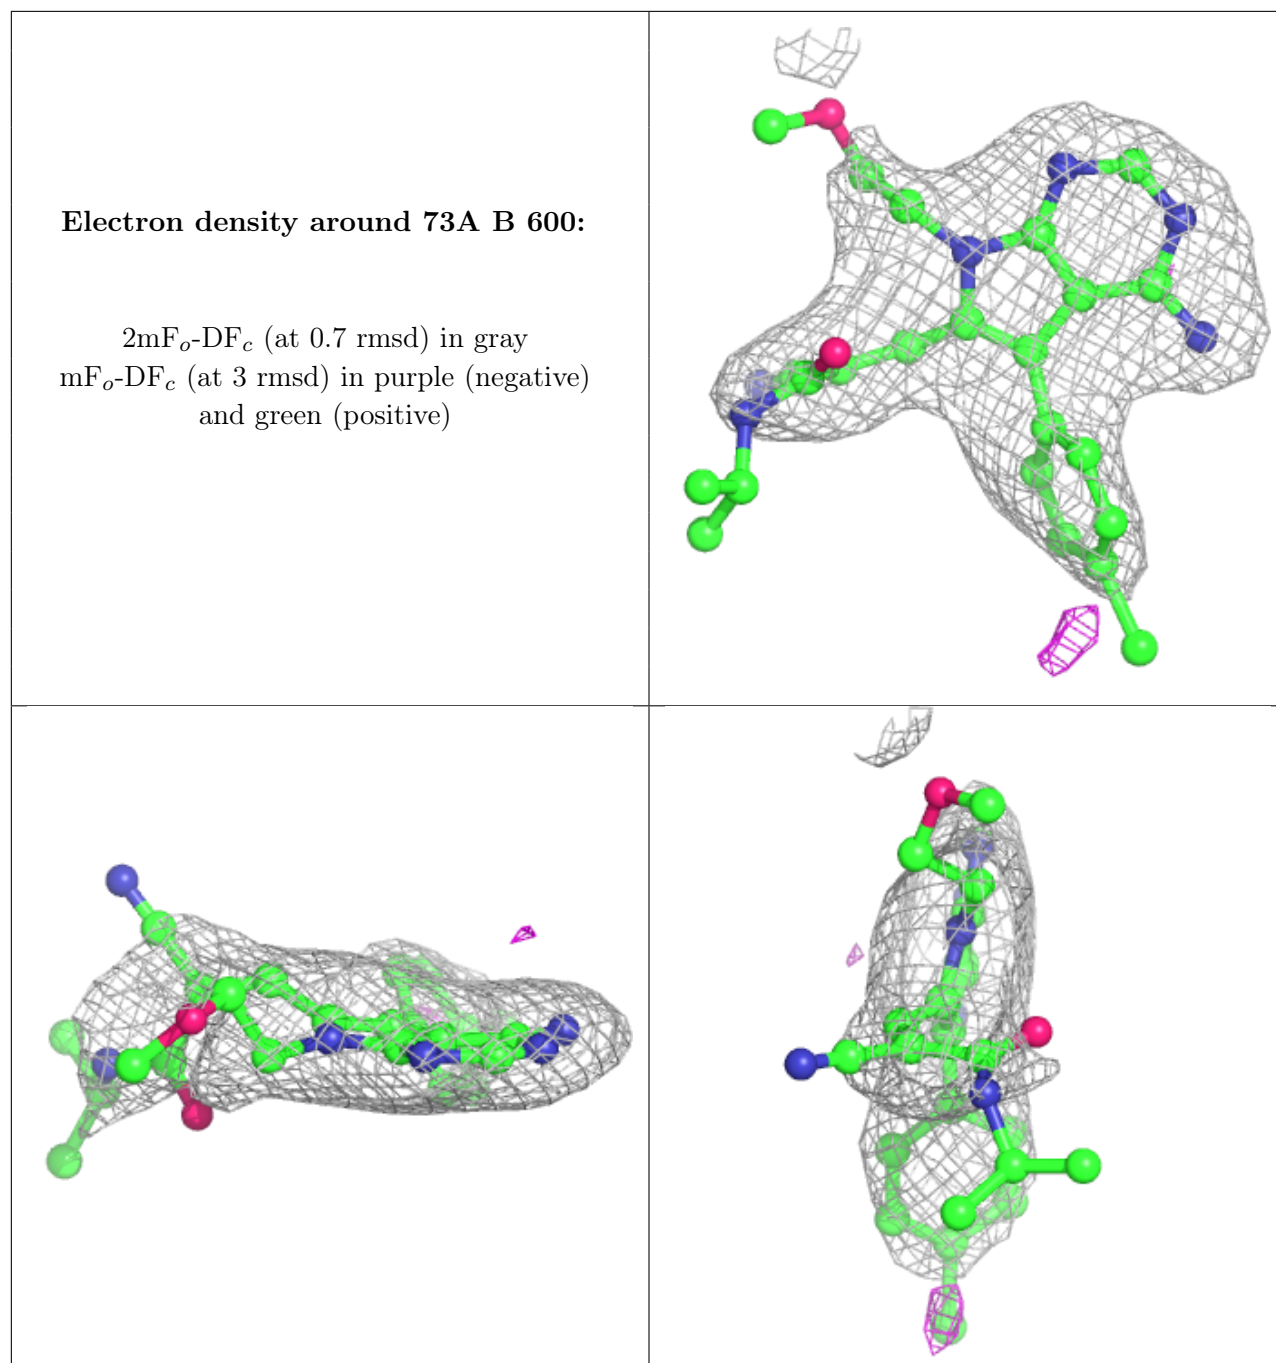 Electron density around 73A B 600:
2mFo-DFc (at 0.7 rmsd) in gray
mFo-DFc (at 3 rmsd) in purple (negative)
and green (positive)